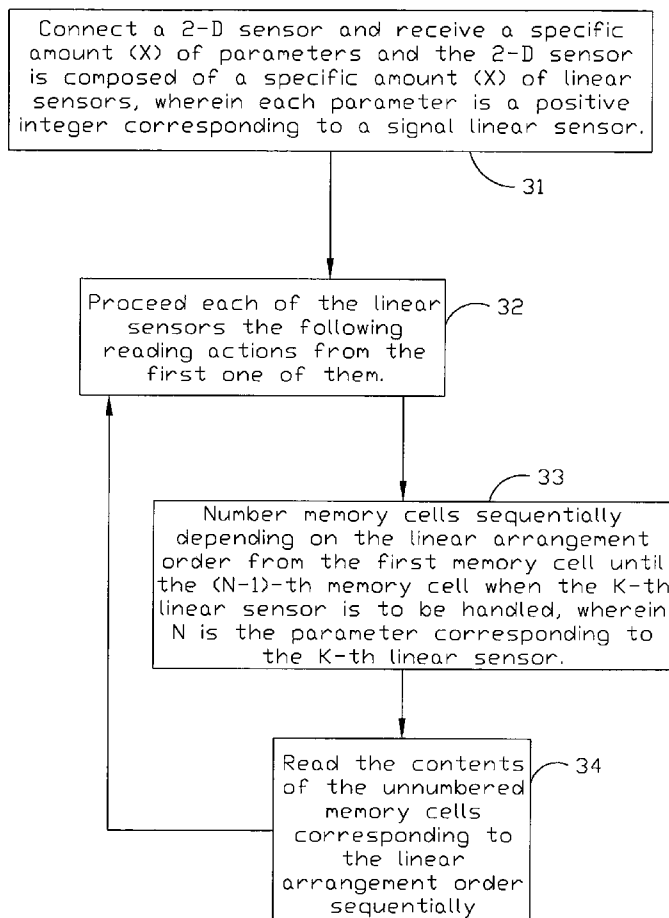 Connect a 2-D sensor and receive a specific
amount (X) of parameters and the 2-D sensor
is composed of a specific amount (X) of linear
sensors, wherein each parameter is a positive
integer corresponding to a signal linear sensor.
31
Proceed each of the linear
sensors the following
reading actions from the
first one of them.
32
33
Number memory cells sequentially
depending on the linear arrangement
order from the first memory cell until
the (N-1)-th memory cell when the K-th
linear sensor is to be handled, wherein
N is the parameter corresponding to
the K-th linear sensor.
Read the contents
of the unnumbered
memory cells
corresponding to
the linear
arrangement order
sequentially
34